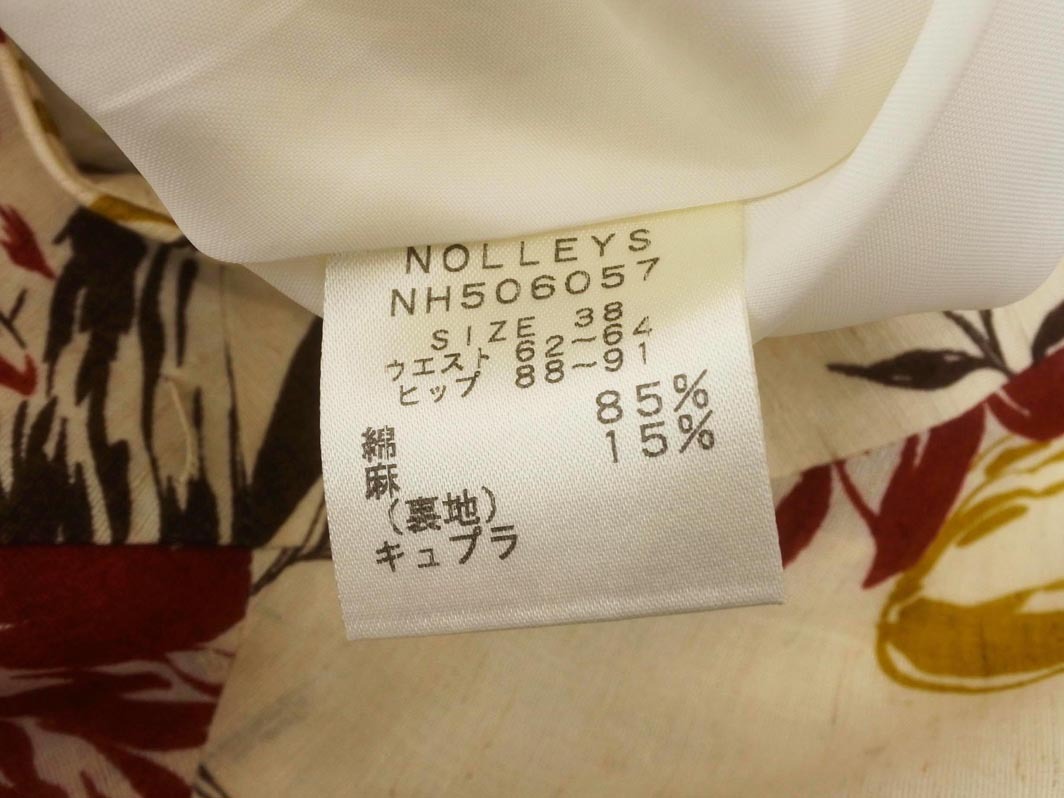 NOLLEYS
NH506057
SIZE 38
ウエスト 62~64
ヒップ 88~91
綿 85%
麻 15%
(裏地)
キュプラ